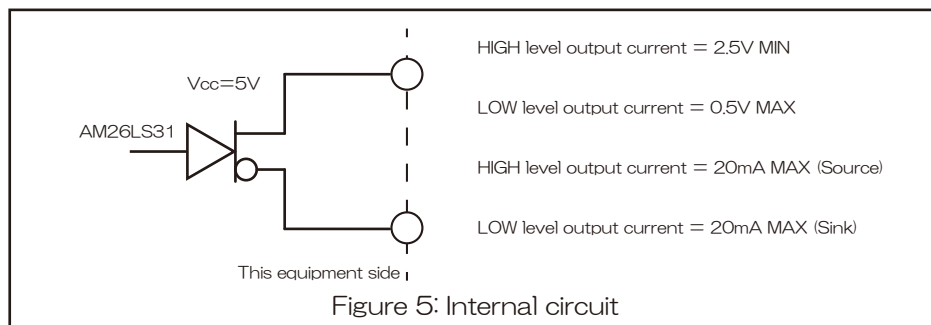 HIGH level output current = 2.5V MIN
Vcc=5V
LOW level output current = 0.5V MAX
AM26LS31
HIGH level output current = 20mA MAX (Source)
LOW level output current = 20mA MAX (Sink)
This equipment side
Figure 5: Internal circuit